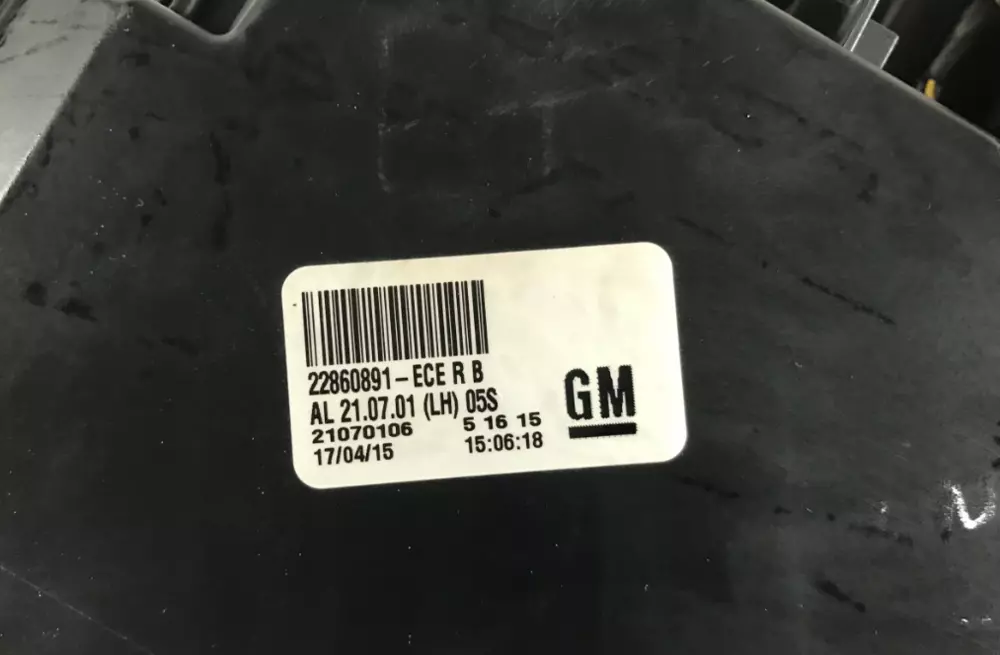 22860891-ECE R B
AL 21.07.01 (LH) 05S
21070106 5 16 15
17/04/15 15:06:18
GM